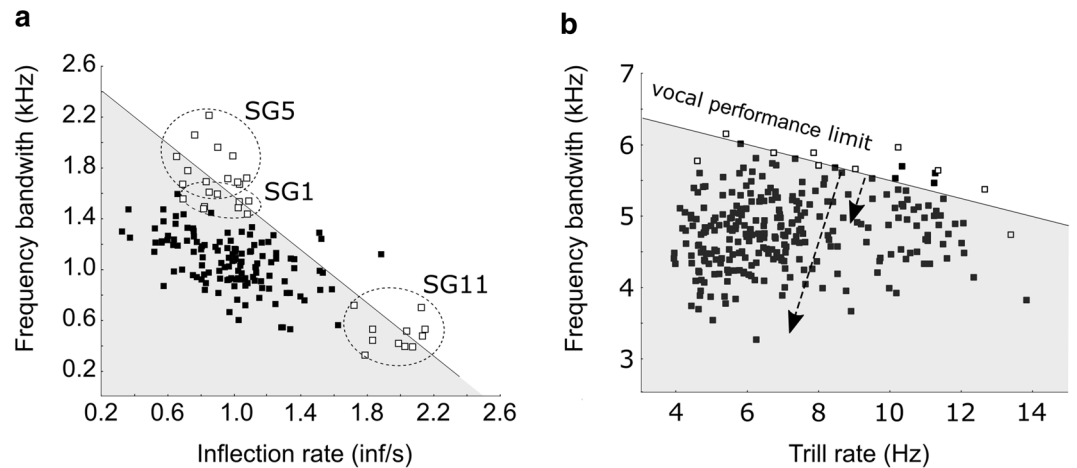 a
Frequency bandwith (kHz)
2.6
2.2
1.8
1.4
1.0
0.6
0.2
SG5
SG1
SG11
0.2 0.6 1.0 1.4 1.8 2.2 2.6
Inflection rate (inf/s)
b
Frequency bandwith (kHz)
7
6
5
4
3
vocal performance limit
4 6 8 10 12 14
Trill rate (Hz)